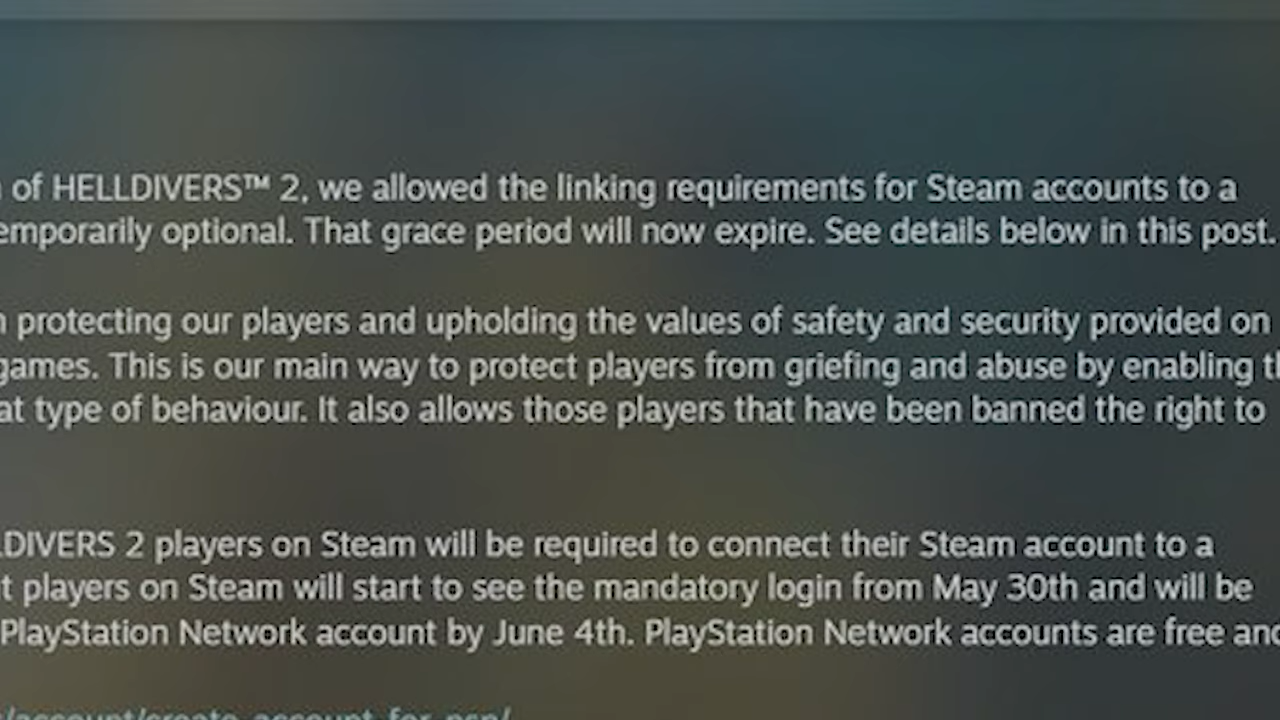 of HELLDIVERS™ 2, we allowed the linking requirements for Steam accounts to a
emporarily optional. That grace period will now expire. See details below in this post.
protecting our players and upholding the values of safety and security provided on
games. This is our main way to protect players from griefing and abuse by enabling th
at type of behaviour. It also allows those players that have been banned the right to
LDIVERS 2 players on Steam will be required to connect their Steam account to a
t players on Steam will start to see the mandatory login from May 30th and will be
PlayStation Network account by June 4th. PlayStation Network accounts are free and
/account/create_account_for_psn/